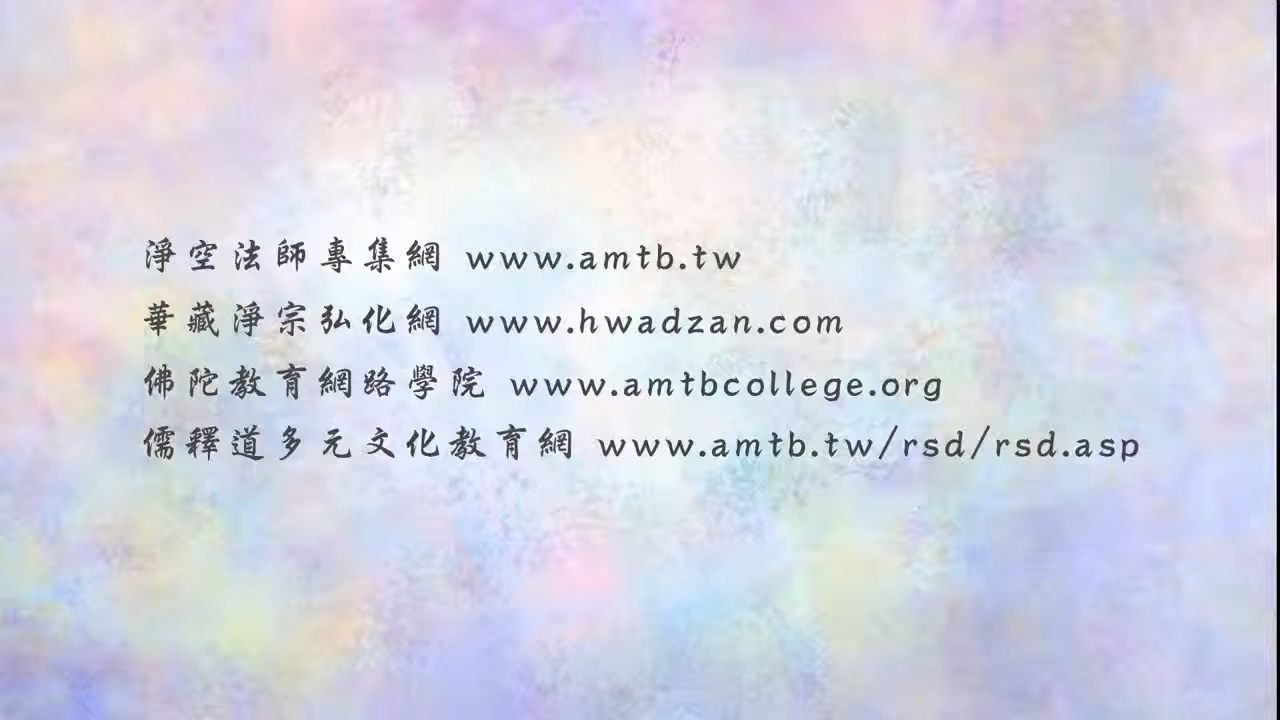 淨空法師專集網 www.amtb.tw
華藏淨宗弘化網 www.hwadzan.com
佛陀教育網路學院 www.amtbcollege.org
儒釋道多元文化教育網 www.amtb.tw/rsd/rsd.asp